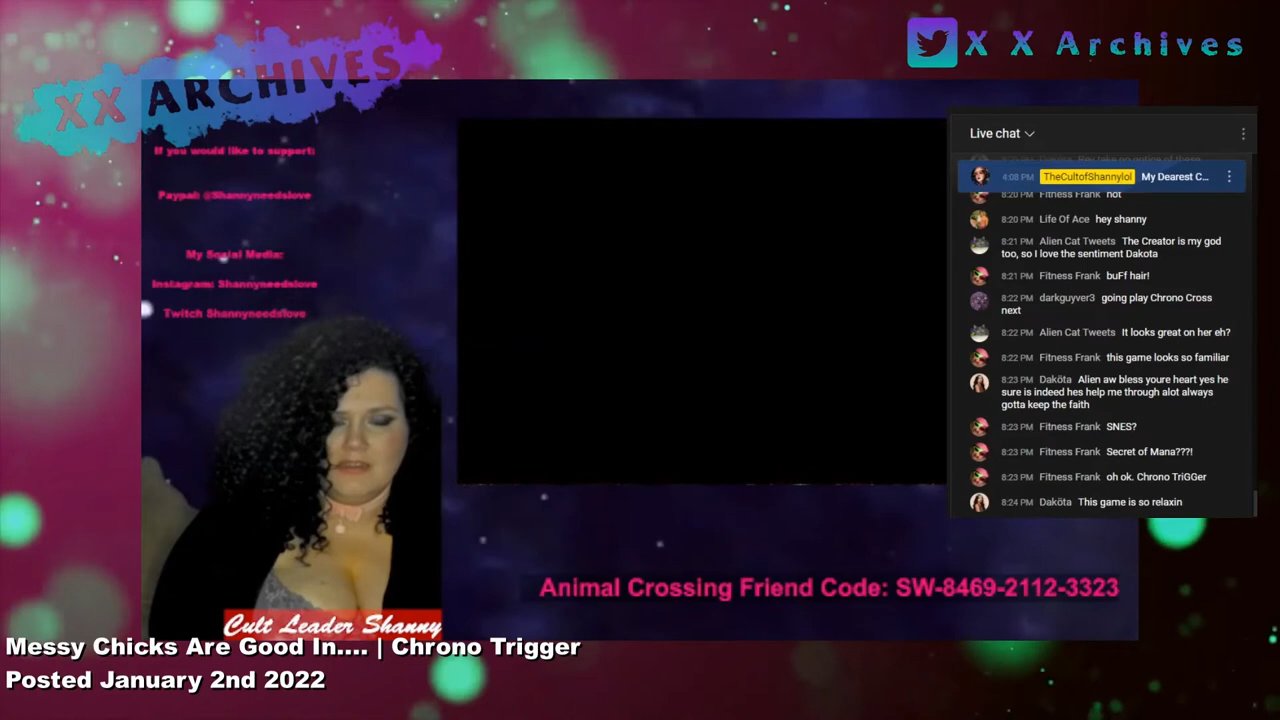 XX ARCHIVES
X X Archives
If you would like to support:
Paypal: @Shannyneedslove
My Social Media:
Instagram: Shannyneedslove
Twitch Shannyneedslove
Live chat
4:08 PM TheCultofShannylol My Dearest C...
8:20 PM Fitness Frank not
8:20 PM Life Of Ace hey shanny
8:21 PM Alien Cat Tweets The Creator is my god
too, so I love the sentiment Dakota
8:21 PM Fitness Frank buFf hair!
8:22 PM darkguyver3 going play Chrono Cross
next
8:22 PM Alien Cat Tweets It looks great on her eh?
8:22 PM Fitness Frank this game looks so familiar
8:23 PM Daköta Alien aw bless youre heart yes he
sure is indeed hes help me through alot always
gotta keep the faith
8:23 PM Fitness Frank SNES?
8:23 PM Fitness Frank Secret of Mana???!
8:23 PM Fitness Frank oh ok. Chrono TriGGer
8:24 PM Daköta This game is so relaxin
Animal Crossing Friend Code: SW-8469-2112-3323
Cult Leader Shanny
Messy Chicks Are Good In.... | Chrono Trigger
Posted January 2nd 2022